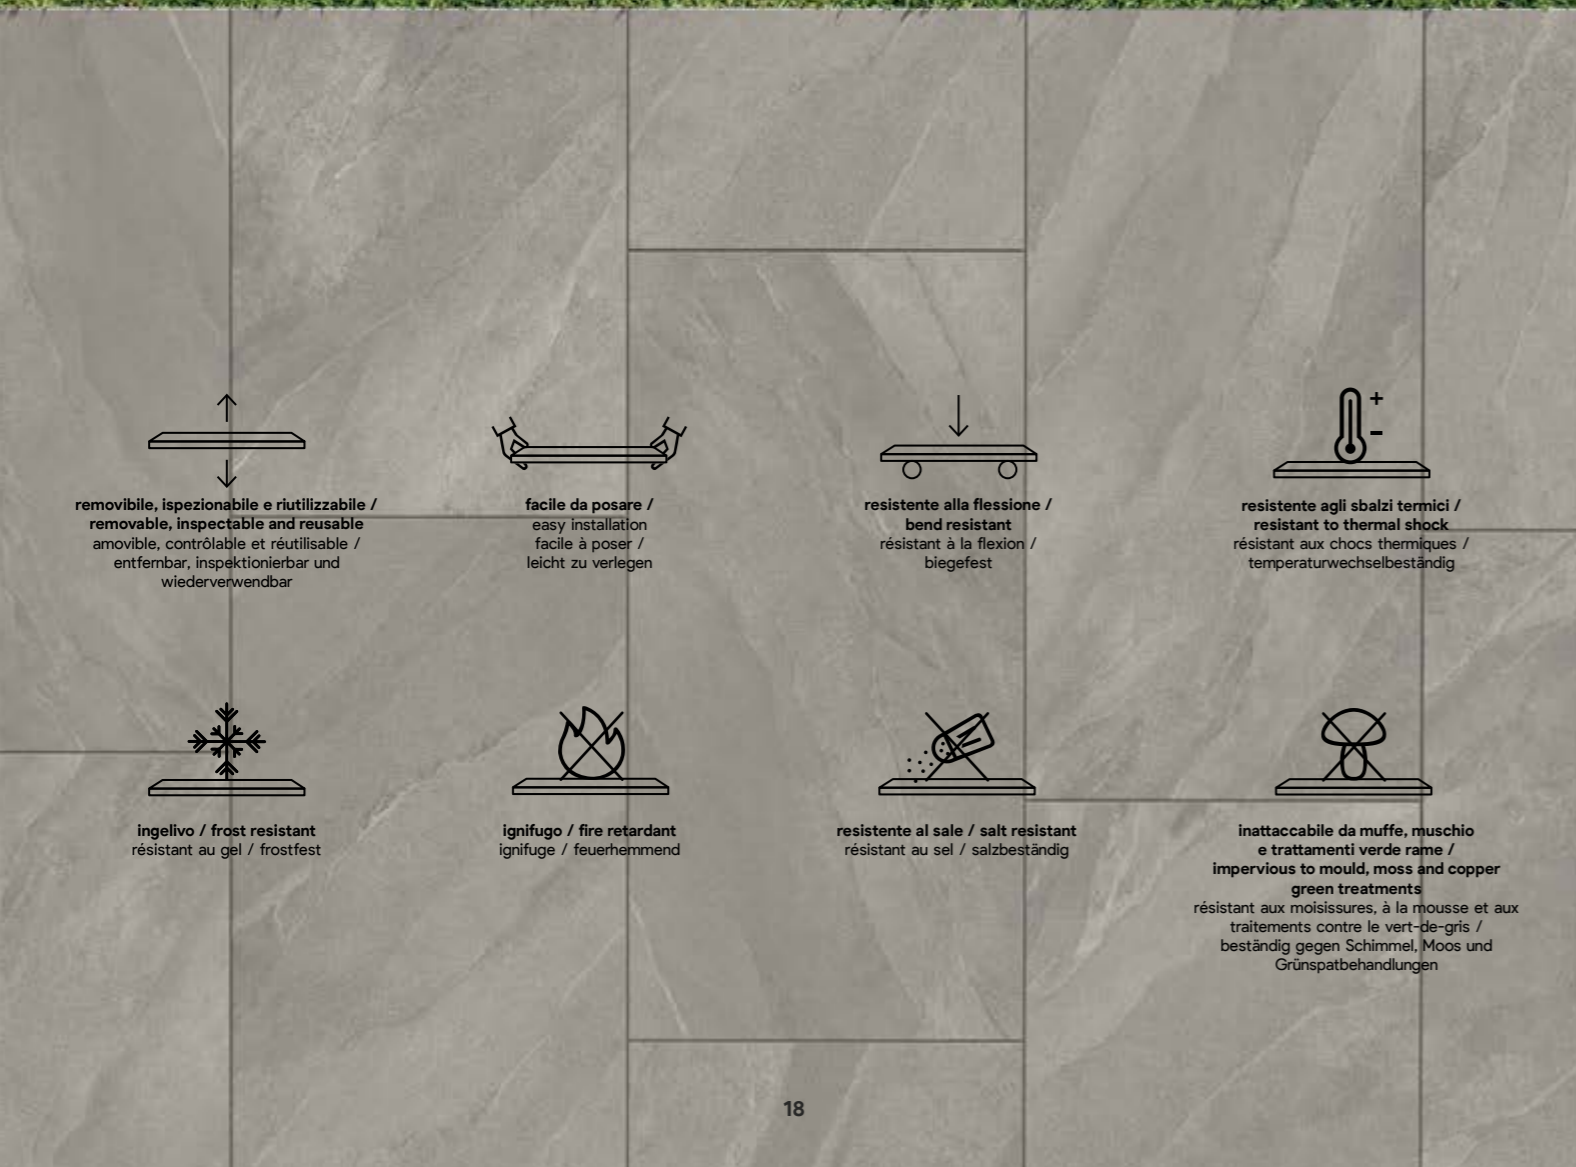 removibile, ispezionabile e riutilizzabile /
removable, inspectable and reusable
amovible, contrôlable et réutilisable /
entfernbar, inspektionierbar und
wiederverwendbar
facile da posare /
easy installation
facile à poser /
leicht zu verlegen
resistente alla flessione /
bend resistant
résistant à la flexion /
biegefest
resistente agli sbalzi termici /
resistant to thermal shock
résistant aux chocs thermiques /
temperaturwechselbeständig
ingelivo / frost resistant
résistant au gel / frostfest
ignifugo / fire retardant
ignifuge / feuerhemmend
resistente al sale / salt resistant
résistant au sel / salzbeständig
inattaccabile da muffe, muschio
e trattamenti verde rame /
impervious to mould, moss and copper
green treatments
résistant aux moisissures, à la mousse et aux
traitements contre le vert-de-gris /
beständig gegen Schimmel, Moos und
Grünspatbehandlungen
18